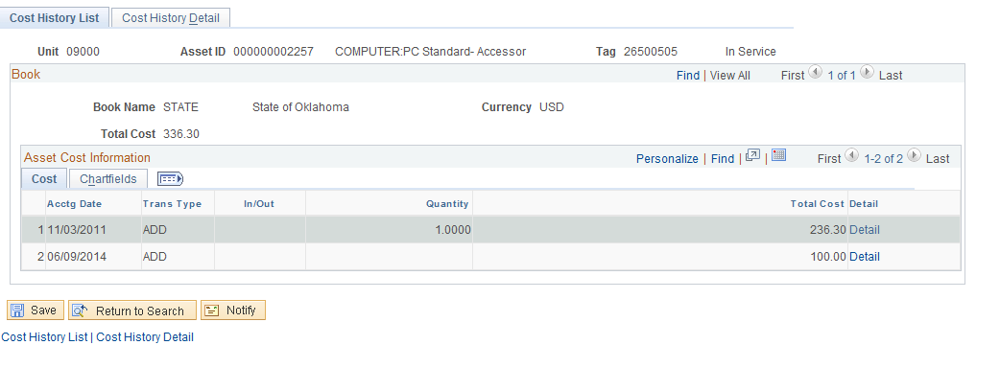 Cost History List Cost History Detail
Unit 09000 Asset ID 000000002257 COMPUTER:PC Standard- Accessor Tag 26500505 In Service
Book Find | View All First 1 of 1 Last
Book Name STATE State of Oklahoma Currency USD
Total Cost 336.30
Asset Cost Information Personalize | Find | | First 1-2 of 2 Last
Cost Chartfields
Acctg Date Trans Type In/Out Quantity Total Cost Detail
1 11/03/2011 ADD 1.0000 236.30 Detail
2 06/09/2014 ADD 100.00 Detail
Save Return to Search Notify
Cost History List | Cost History Detail